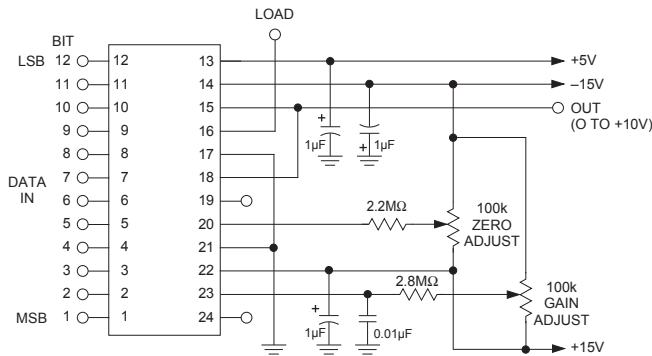 LOAD
BIT
LSB 12 12 13 +5V
11 11 14 –15V
10 10 15 OUT
(O TO +10V)
9 9 16
8 8 17
1µF 1µF
DATA
IN
7 7 18
6 6 19
2.2MΩ
100k
ZERO
ADJUST
5 5 20
4 4 21
3 3 22
2.8MΩ
2 2 23
100k
GAIN
ADJUST
MSB 1 1 24
1µF 0.01µF
+15V
+
+
+